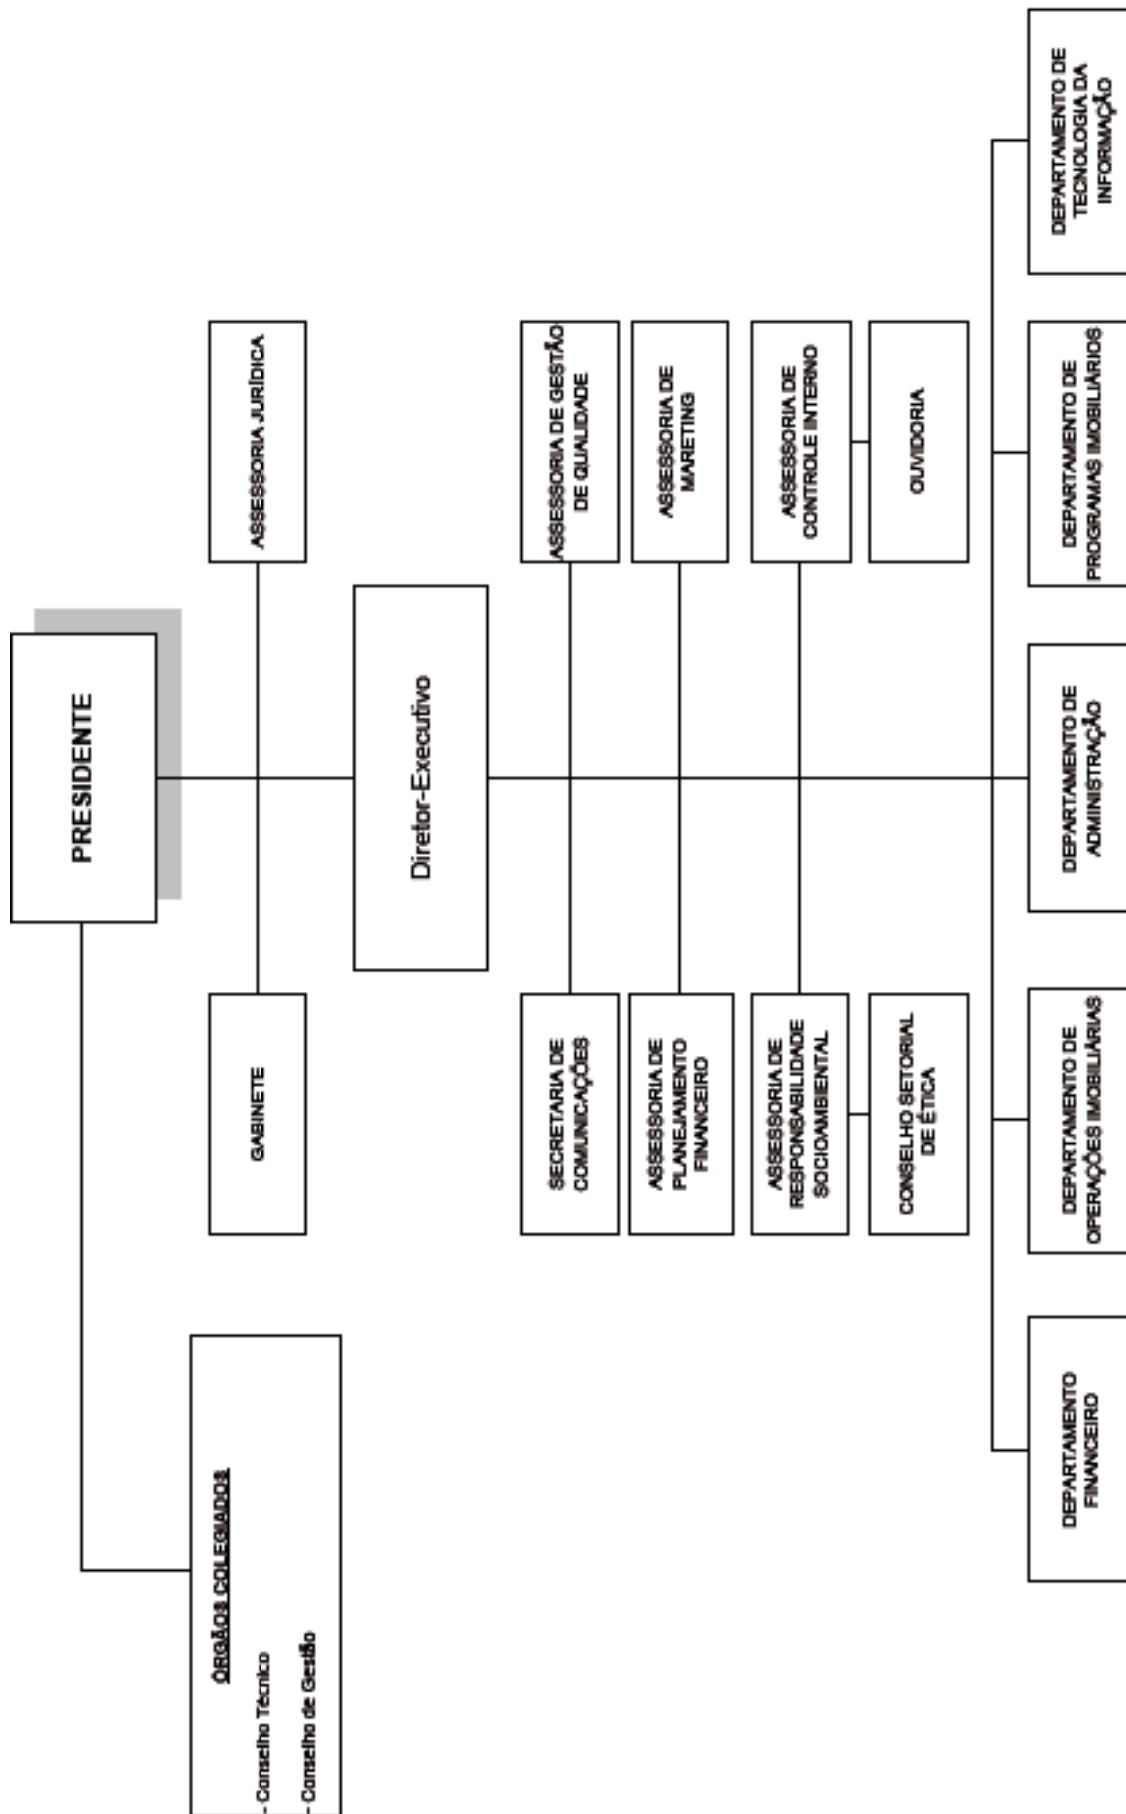 PRESIDENTE
ÓRGÃOS COLEGIADOS
- Conselho Técnico
- Conselho de Gestão
GABINETE
ASSESSORIA JURÍDICA
Diretor-Executivo
SECRETARIA DE
COMUNICAÇÕES
ASSESSORIA DE GESTÃO
DE QUALIDADE
ASSESSORIA DE
PLANEJAMENTO
FINANCEIRO
ASSESSORIA DE
MARETING
ASSESSORIA DE
RESPONSABILIDADE
SOCIOAMBIENTAL
ASSESSORIA DE
CONTROLE INTERNO
CONSELHO SETORIAL
DE ÉTICA
OUVIDORIA
DEPARTAMENTO
FINANCEIRO
DEPARTAMENTO DE
OPERAÇÕES IMOBILIÁRIAS
DEPARTAMENTO DE
ADMINISTRAÇÃO
DEPARTAMENTO DE
PROGRAMAS IMOBILIÁRIOS
DEPARTAMENTO DE
TECNOLOGIA DA
INFORMAÇÃO